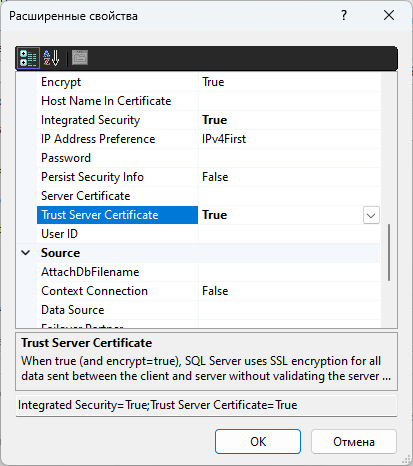 Расширенные свойства
?
Encrypt True
Host Name In Certificate
Integrated Security True
IP Address Preference IPv4First
Password
Persist Security Info False
Server Certificate
Trust Server Certificate True
User ID
Source
AttachDbFilename
Context Connection False
Data Source
Failover Partner
Trust Server Certificate
When true (and encrypt=true), SQL Server uses SSL encryption for all
data sent between the client and server without validating the server ...
Integrated Security=True;Trust Server Certificate=True
ОК
Отмена